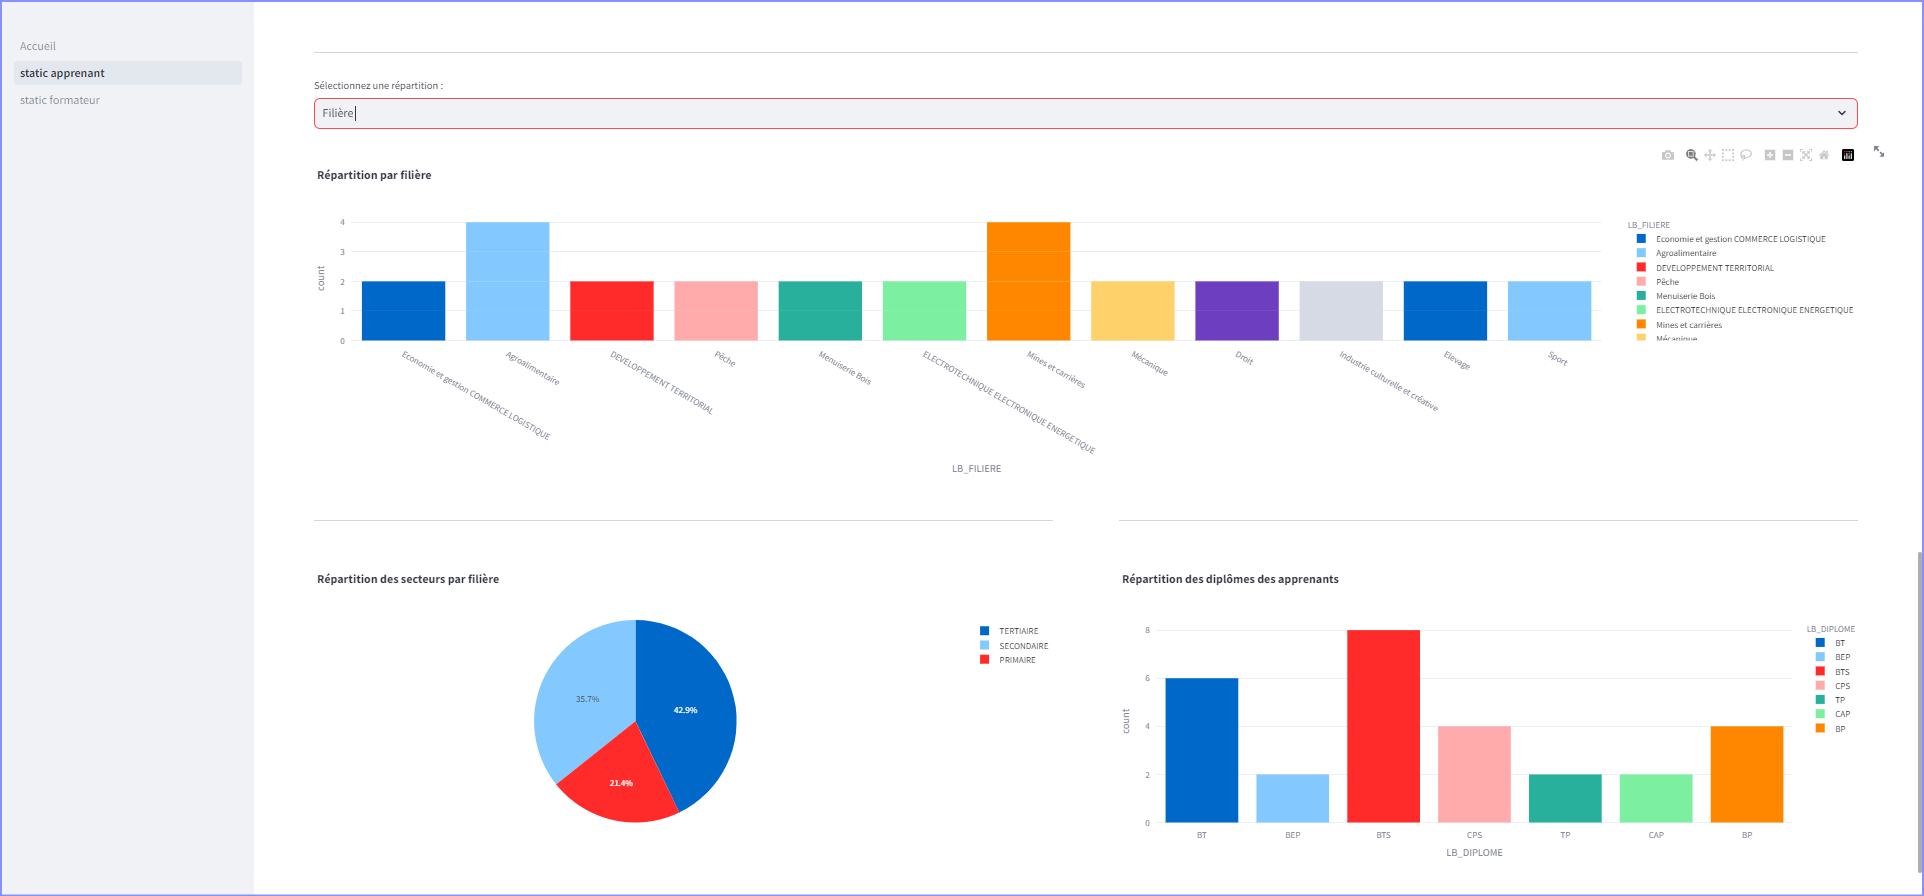 Accueil
static apprenant
static formateur
Sélectionnez une répartition :
Filière
Répartition par filière
4
3
2
1
0
count
Economie et gestion COMMERCE LOGISTIQUE
Agroalimentaire
DEVELOPPEMENT TERRITORIAL
Pêche
Menuiserie Bois
ELECTROTECHNIQUE ELECTRONIQUE ENERGETIQUE
Mines et carrières
Mécanique
Droit
Industrie culturelle et créative
Elevage
Sport
LB_FILIERE
LB_FILIERE
Economie et gestion COMMERCE LOGISTIQUE
Agroalimentaire
DEVELOPPEMENT TERRITORIAL
Pêche
Menuiserie Bois
ELECTROTECHNIQUE ELECTRONIQUE ENERGETIQUE
Mines et carrières
Mécanique
Répartition des secteurs par filière
35.7%
42.9%
21.4%
TERTIAIRE
SECONDAIRE
PRIMAIRE
Répartition des diplômes des apprenants
8
6
4
2
0
count
BT
BEP
BTS
CPS
TP
CAP
BP
LB_DIPLOME
LB_DIPLOME
BT
BEP
BTS
CPS
TP
CAP
BP